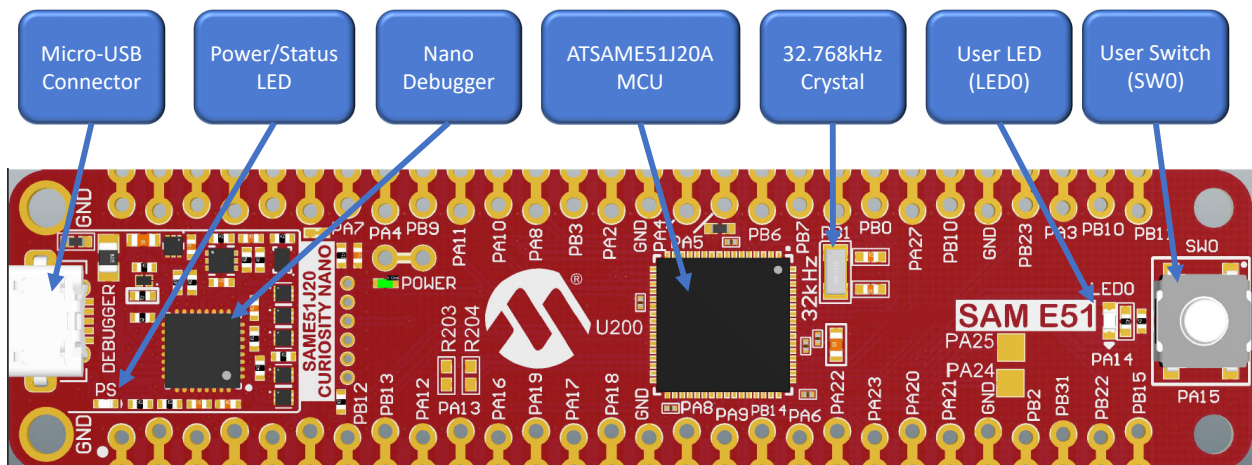 Micro-USB
Connector
Power/Status
LED
Nano
Debugger
ATSAME51J20A
MCU
32.768kHz
Crystal
User LED
(LED0)
User Switch
(SW0)
GND
PA7
PA4
PB9
PA11
PA10
PA8
PB3
PA2
GND
PA4
PA5
PB6
PB7
PB1
PB0
PA27
PB10
GND
PB23
PA3
PB10
PB11
SW0
DEBUGGER
PS
SAME51J20
CURIOSITY NANO
POWER
R203
R204
®
U200
32kHz
LED0
SAM E51
PA25
PA24
PA14
PA15
GND
PB12
PB13
PA12
PA13
PA16
PA19
PA17
PA18
GND
PA8
PA9
PB14
PA6
PA22
PA23
PA20
PA21
GND
PB2
PB31
PB22
PB15